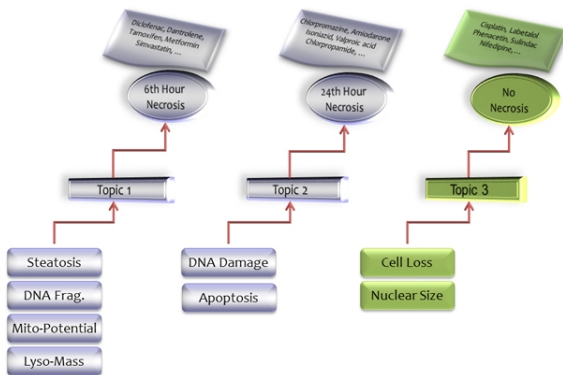 Diclofenac, Dantrolene,
Tamoxifen, Metformin
Simvastatin, ...
Chlorpromazine, Amiodarone
Isoniazid, Valproic acid
Chlorpropamide, ...
Cisplatin, Labetalol
Phenacetin, Sulindac
Nifedipine, ...
6th Hour
Necrosis
24th Hour
Necrosis
No
Necrosis
Topic 1
Topic 2
Topic 3
Steatosis
DNA Frag.
Mito-Potential
Lyso-Mass
DNA Damage
Apoptosis
Cell Loss
Nuclear Size